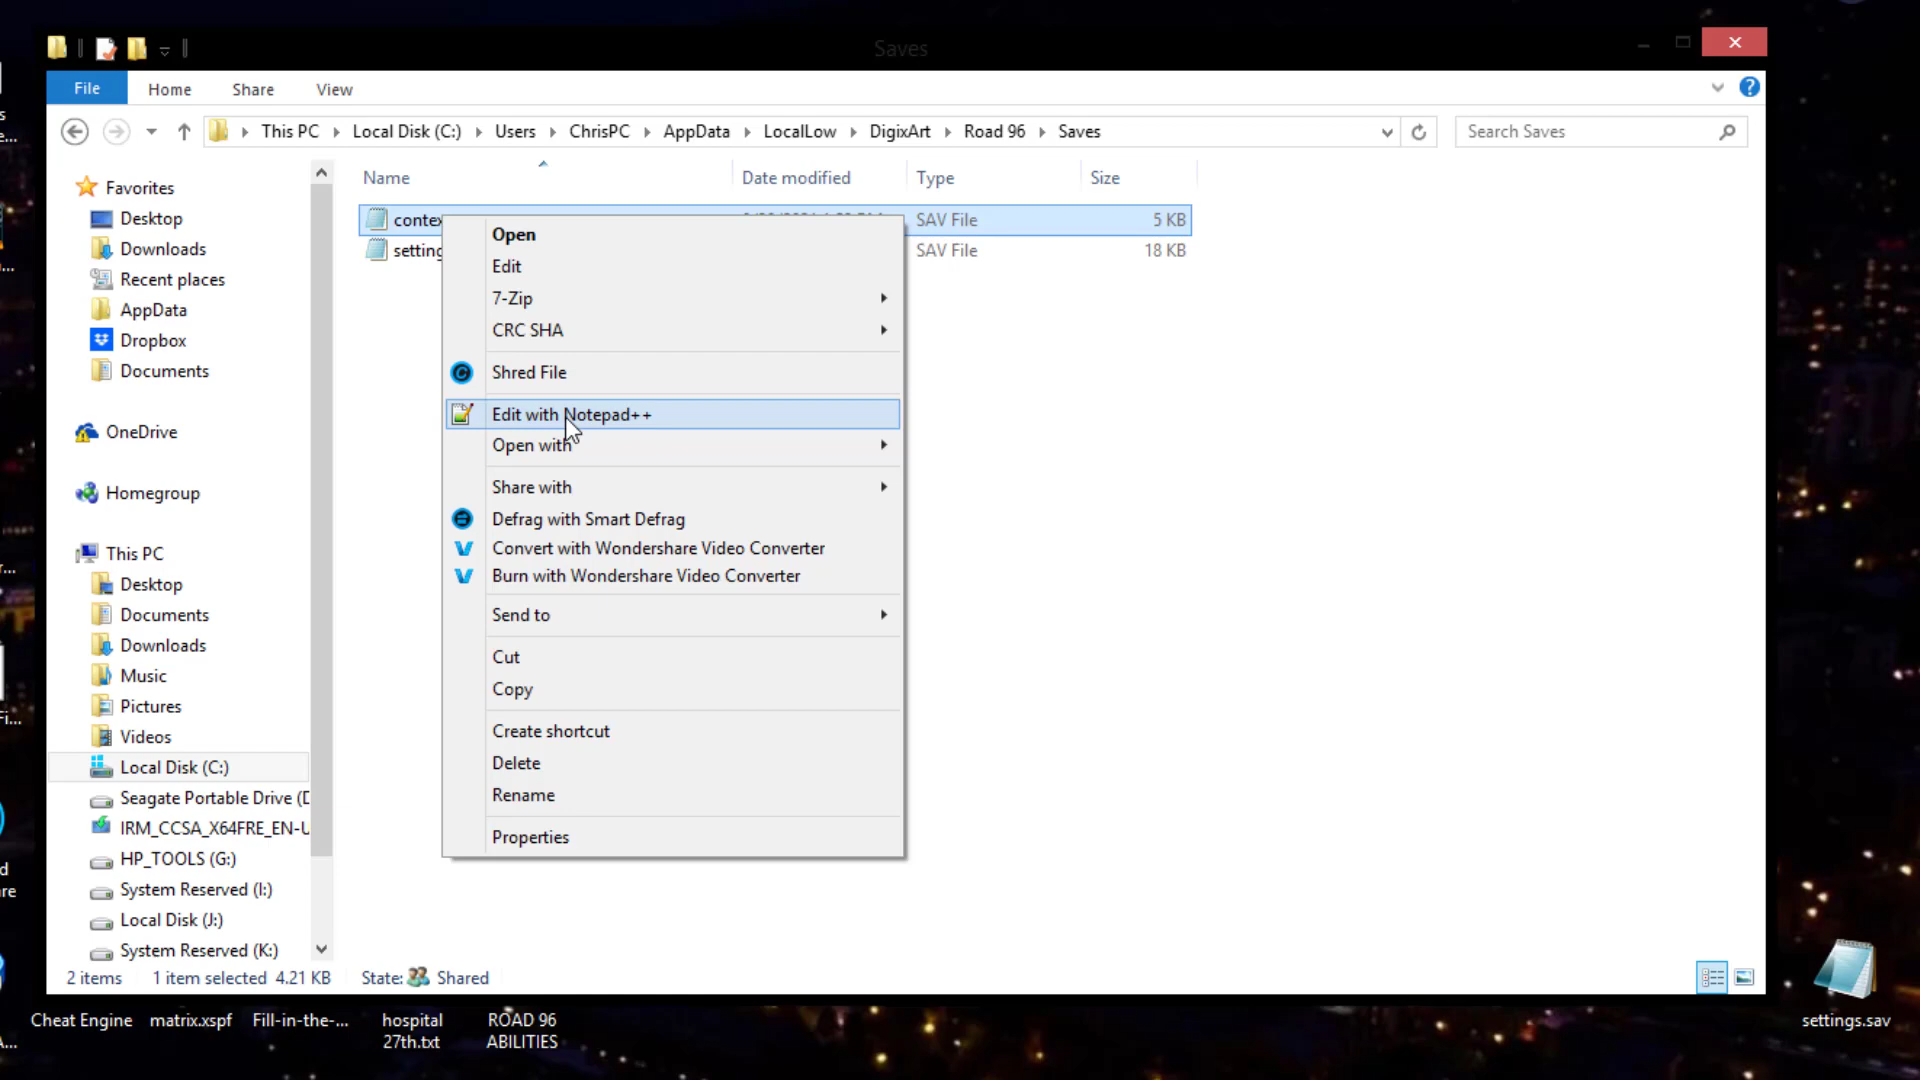 Saves
File Home Share View
This PC Local Disk (C:) Users ChrisPC AppData LocalLow DigixArt Road 96 Saves
Search Saves
Name Date modified Type Size
SAV File 5 KB
SAV File 18 KB
Favorites
Desktop
Downloads
Recent places
AppData
Dropbox
Documents
OneDrive
Homegroup
This PC
Desktop
Documents
Downloads
Music
Pictures
Videos
Local Disk (C:)
Seagate Portable Drive (D
IRM_CCSA_X64FRE_EN-U
HP_TOOLS (G:)
System Reserved (I:)
Local Disk (J:)
System Reserved (K:)
Open
Edit
7-Zip
CRC SHA
Shred File
Edit with Notepad++
Open with
Share with
Defrag with Smart Defrag
Convert with Wondershare Video Converter
Burn with Wondershare Video Converter
Send to
Cut
Copy
Create shortcut
Delete
Rename
Properties
2 items 1 item selected 4.21 KB State: Shared
Cheat Engine matrix.xspf Fill-in-the-... hospital 27th.txt ROAD 96 ABILITIES
settings.sav